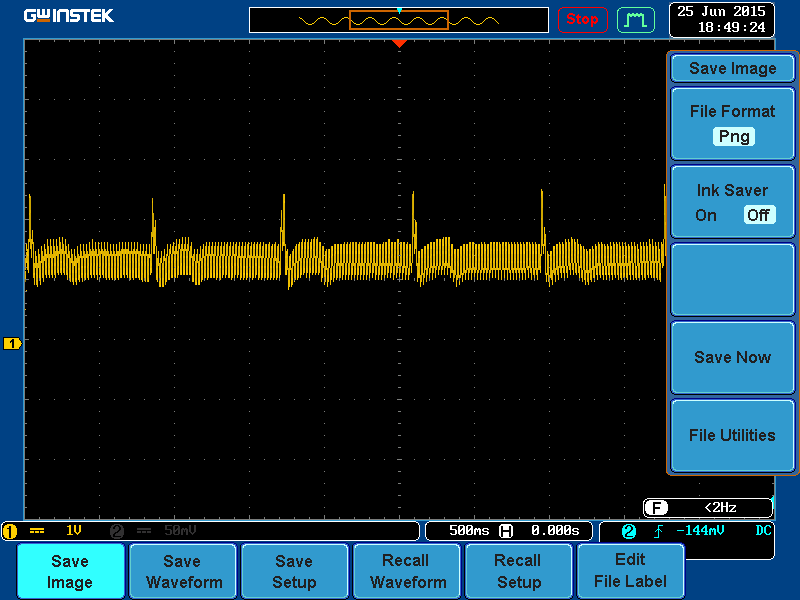 GWINSTEK
Stop
25 Jun 2015
18:49:24
Save Image
File Format
Png
Ink Saver
On Off
Save Now
File Utilities
1
F <2Hz
1 1V 2 50mV
500ms H 0.000s
2 -144mV DC
Save Image
Save Waveform
Save Setup
Recall Waveform
Recall Setup
Edit File Label